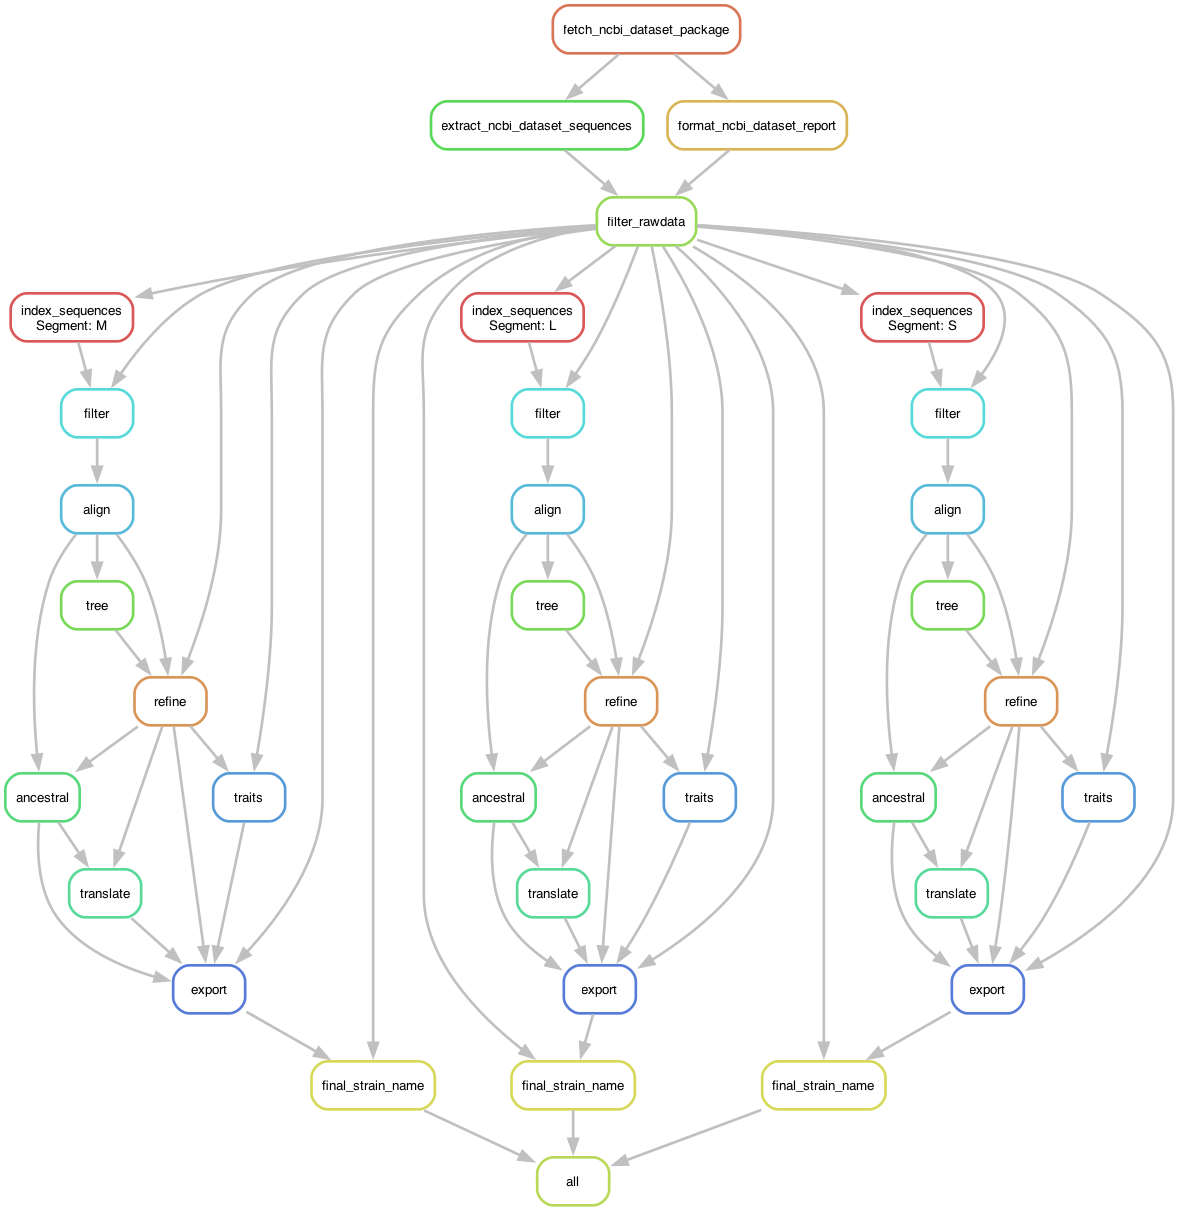 fetch_ncbi_dataset_package
extract_ncbi_dataset_sequences
format_ncbi_dataset_report
filter_rawdata
index_sequences
Segment: M
index_sequences
Segment: L
index_sequences
Segment: S
filter
filter
filter
align
align
align
tree
tree
tree
refine
refine
refine
ancestral
traits
ancestral
traits
ancestral
traits
translate
translate
translate
export
export
export
final_strain_name
final_strain_name
final_strain_name
all